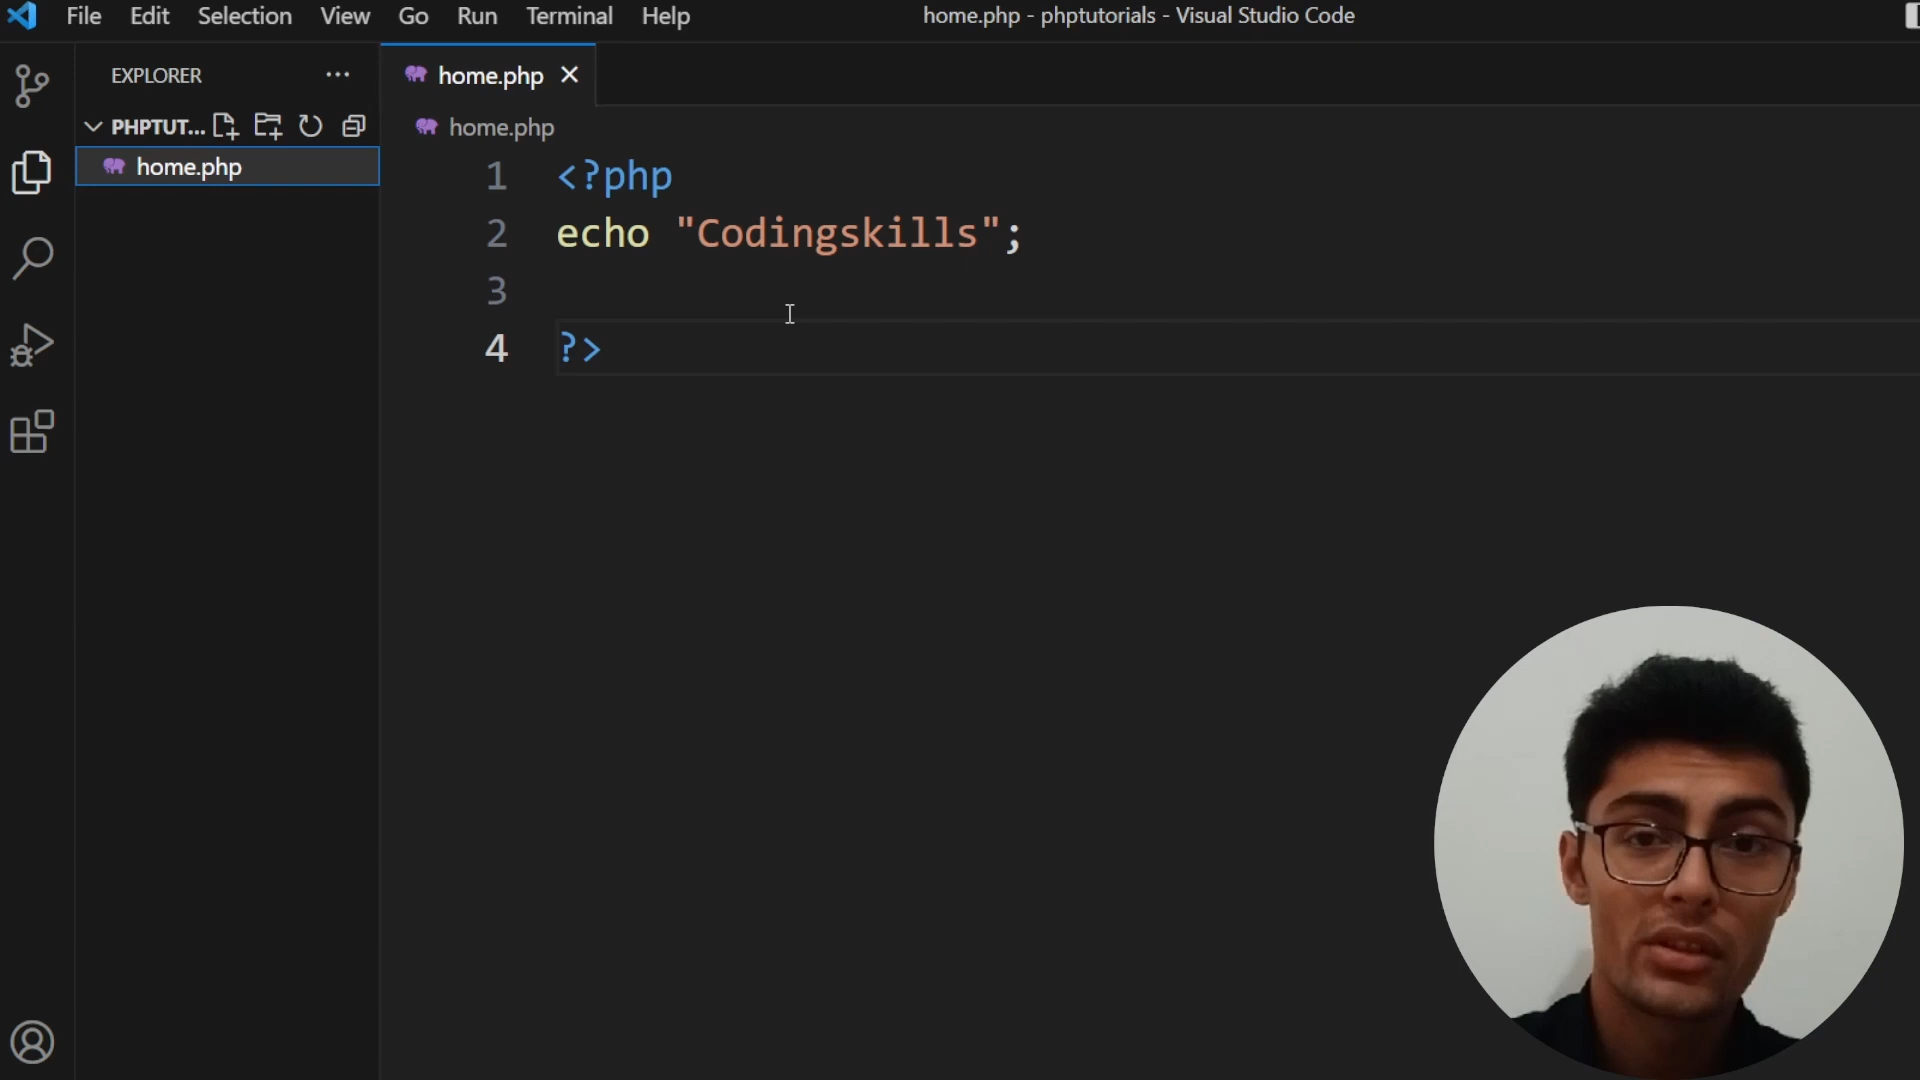 File Edit Selection View Go Run Terminal Help
home.php - phptutorials - Visual Studio Code
EXPLORER
PHPTUT...
home.php
home.php
home.php
1 <?php
2 echo "Codingskills";
3
4 ?>